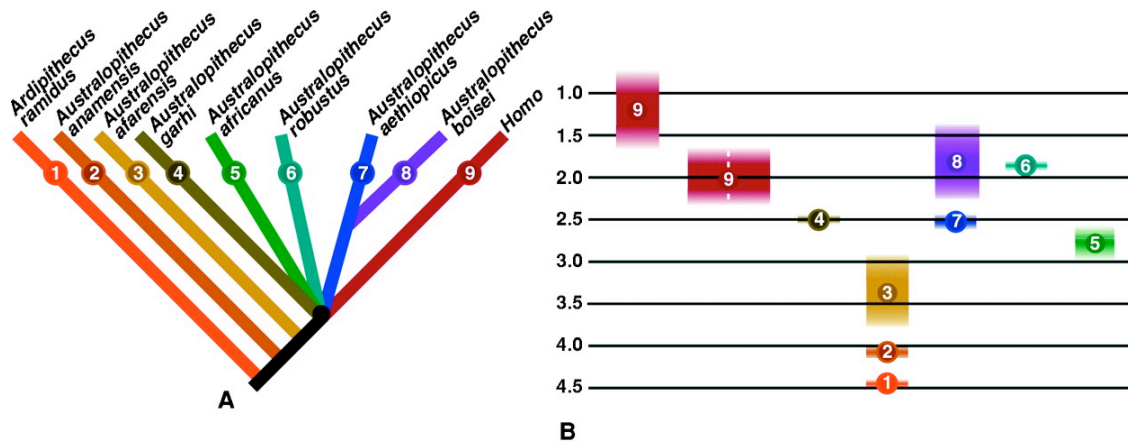 Ardipithecus
ramidus
Australopithecus
anamensis
Australopithecus
afarensis
Australopithecus
garhi
Australopithecus
africanus
Australopithecus
robustus
Australopithecus
aethiopicus
Australopithecus
boisei
Homo
1
2
3
4
5
6
7
8
9
A
1.0
9
1.5
8
6
2.0
9
2.5
4
7
5
3.0
3
3.5
4.0
2
4.5
1
B